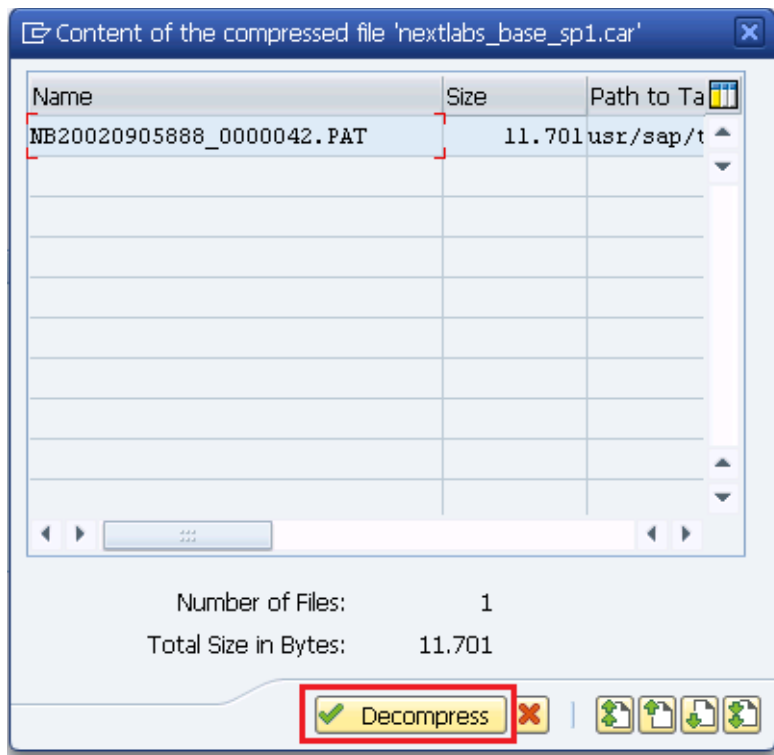 Content of the compressed file 'nextlabs_base_sp1.car'
Name Size Path to Ta
NB20020905888_0000042.PAT 11.701 usr/sap/t
Number of Files: 1
Total Size in Bytes: 11.701
Decompress